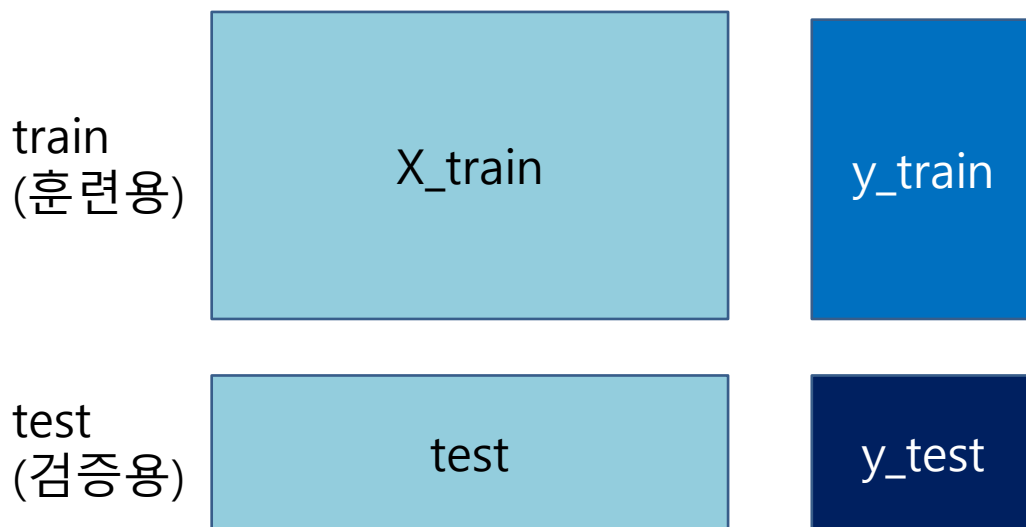 train
(훈련용)
X_train
y_train
test
(검증용)
test
y_test